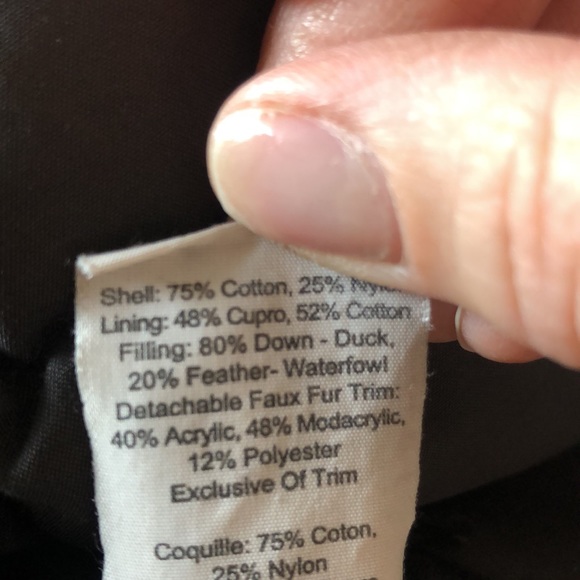 Shell: 75% Cotton, 25% Nylon
Lining: 48% Cupro, 52% Cotton
Filling: 80% Down - Duck,
20% Feather- Waterfowl
Detachable Faux Fur Trim:
40% Acrylic, 48% Modacrylic,
12% Polyester
Exclusive Of Trim
Coquille: 75% Coton,
25% Nylon